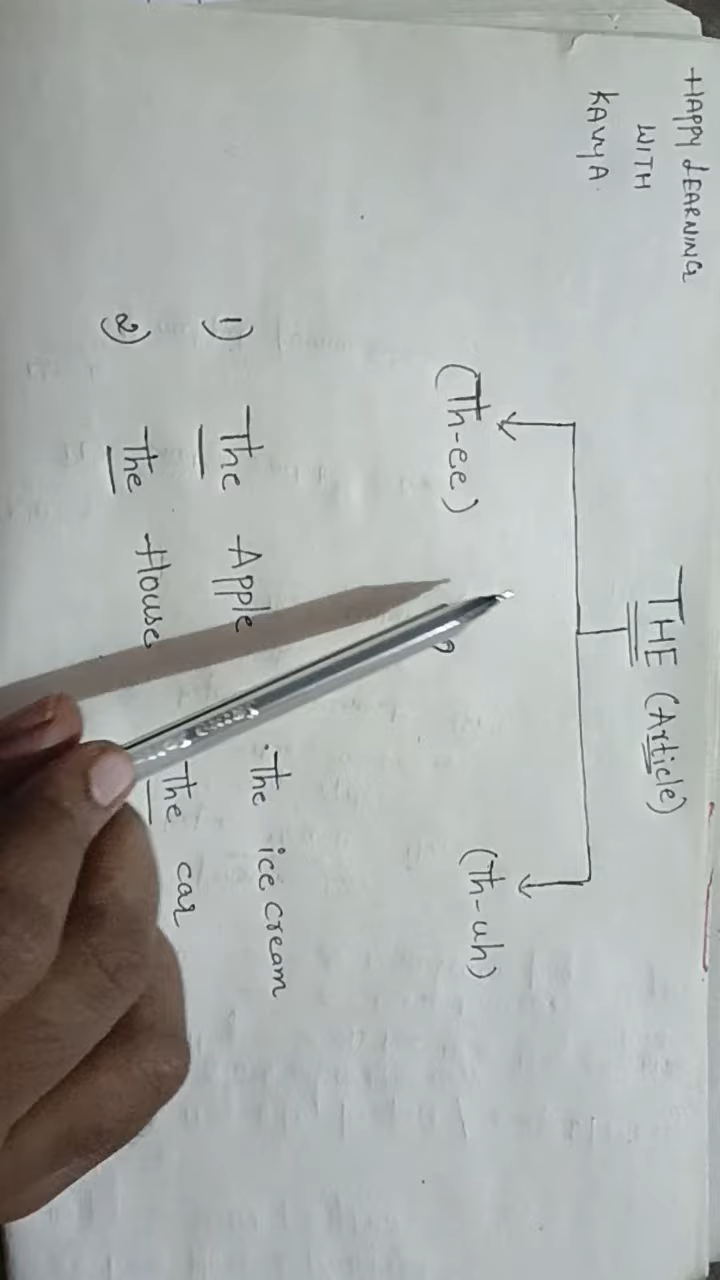 HAPPY LEARNING
WITH
KAVYA.
THE (Article)
(Th-ee) (Th-uh)
?
1) The Apple . The ice cream
2) The House The car